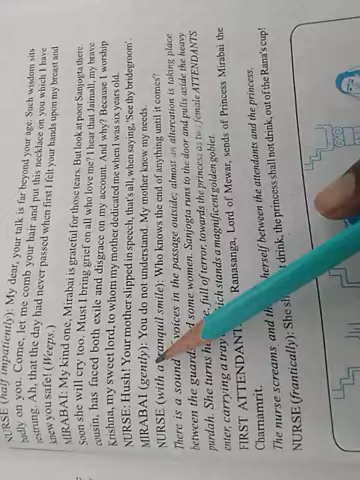 NURSE (half impatiently): My dear, your talk is far beyond your age. Such wisdom sits
badly on you. Come, let me comb your hair and put this necklace on you which I have
restrung. Ah, that the day had never passed when first I felt your hands upon my breast and
knew you safe! (Weeps.)
MIRABAI: My kind one, Mirabai is grateful for those tears. But look at poor Sanjogta there.
Soon she will cry too. Must I bring grief on all who love me? I hear that Jaimall, my brave
cousin, has faced both exile and disgrace on my account. And why? Because I worship
Krishna, my sweet lord, to whom my mother dedicated me when I was six years old.
NURSE: Hush! Your mother slipped in speech, that's all, when saying, 'See thy bridegroom'.
MIRABAI (gently): You do not understand. My mother knew my needs.
NURSE (with a tranquil smile): Who knows the end of anything until it comes?
There is a sound voices in the passage outside; almost an altercation is taking place
between the guards and some women. Sanjogta runs to the door and pulls aside the heavy
purdah. She turns full of terror, towards the princess as two female ATTENDANTS
enter, carrying a tray which stands a magnificent golden goblet.
FIRST ATTENDANT Ranasanga, Lord of Mewar, sends of Princess Mirabai the
Charnamrit.
The nurse screams and herself between the attendants and the princess.
NURSE (frantically): She drink, the princess shall not drink, out of the Rana's cup!